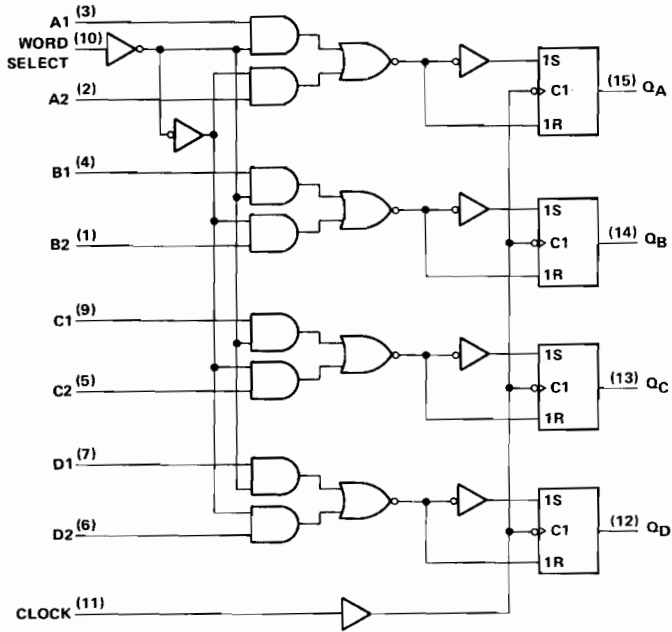 A1 (3)
WORD SELECT (10)
A2 (2)
1S
C1
1R
(15) QA
B1 (4)
B2 (1)
1S
C1
1R
(14) QB
C1 (9)
C2 (5)
1S
C1
1R
(13) QC
D1 (7)
D2 (6)
1S
C1
1R
(12) QD
CLOCK (11)